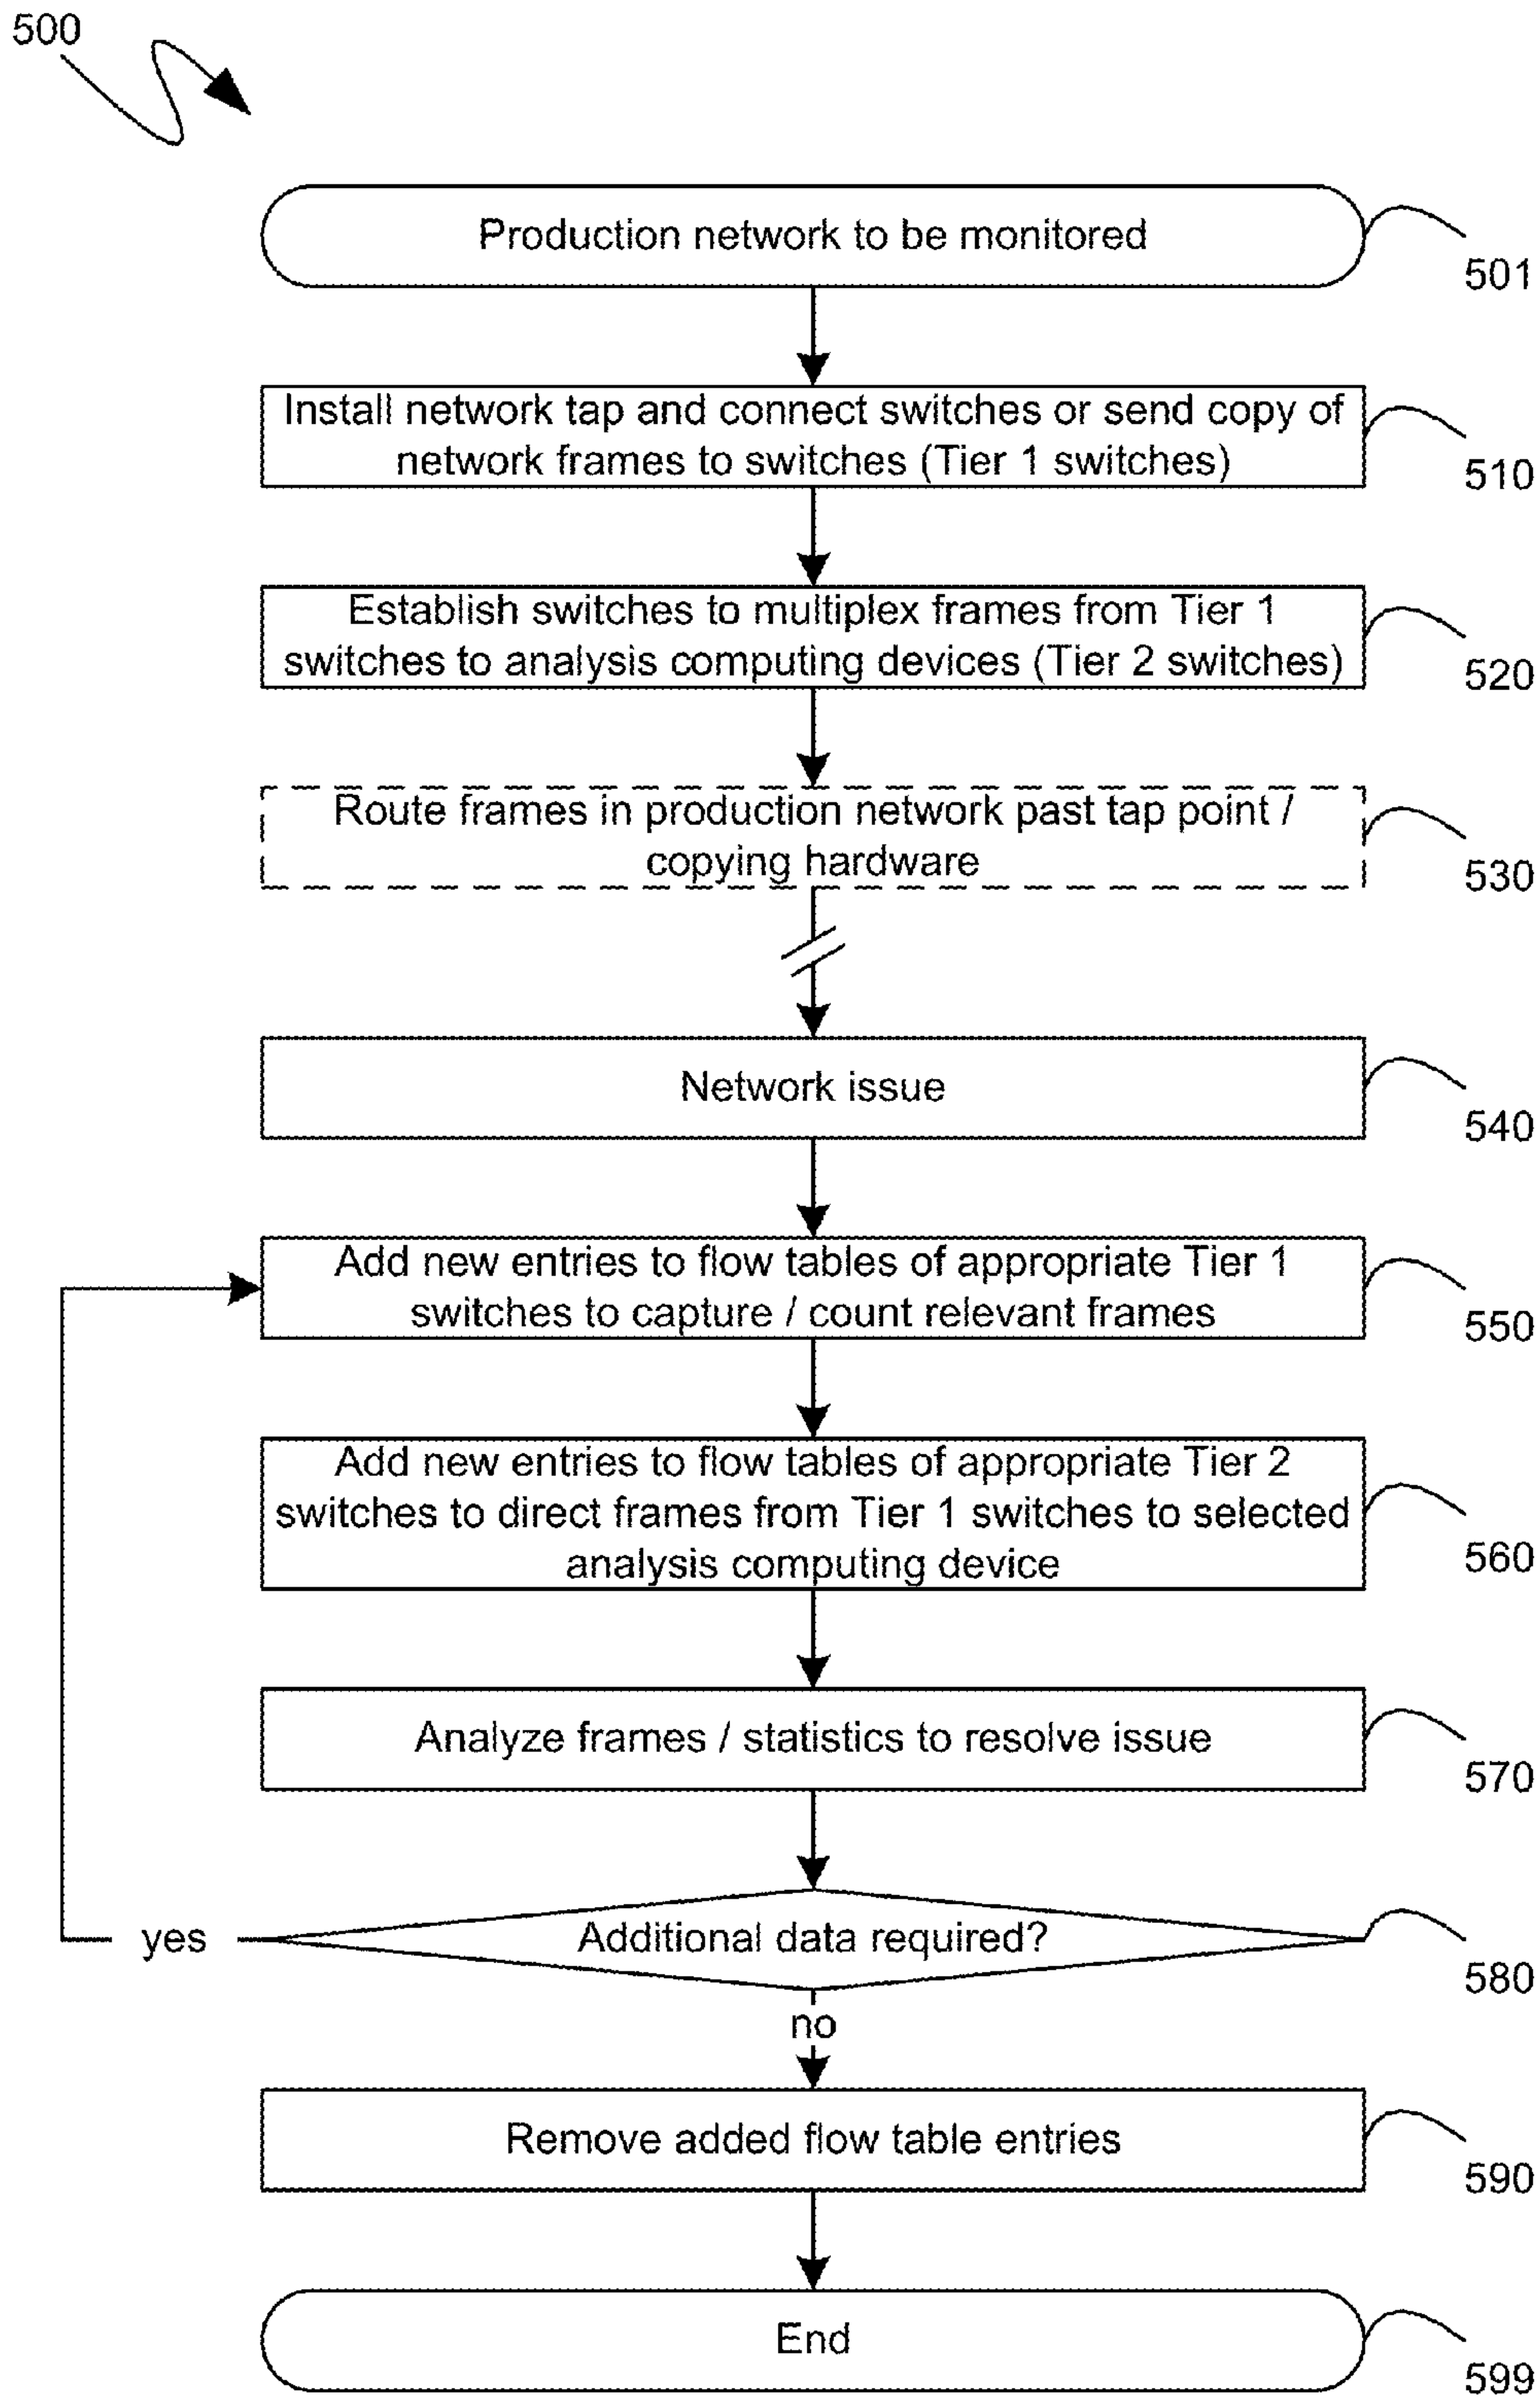 500
Production network to be monitored
501
Install network tap and connect switches or send copy of
network frames to switches (Tier 1 switches)
510
Establish switches to multiplex frames from Tier 1
switches to analysis computing devices (Tier 2 switches)
520
Route frames in production network past tap point /
copying hardware
530
Network issue
540
Add new entries to flow tables of appropriate Tier 1
switches to capture / count relevant frames
550
Add new entries to flow tables of appropriate Tier 2
switches to direct frames from Tier 1 switches to selected
analysis computing device
560
Analyze frames / statistics to resolve issue
570
yes
Additional data required?
580
no
Remove added flow table entries
590
End
599